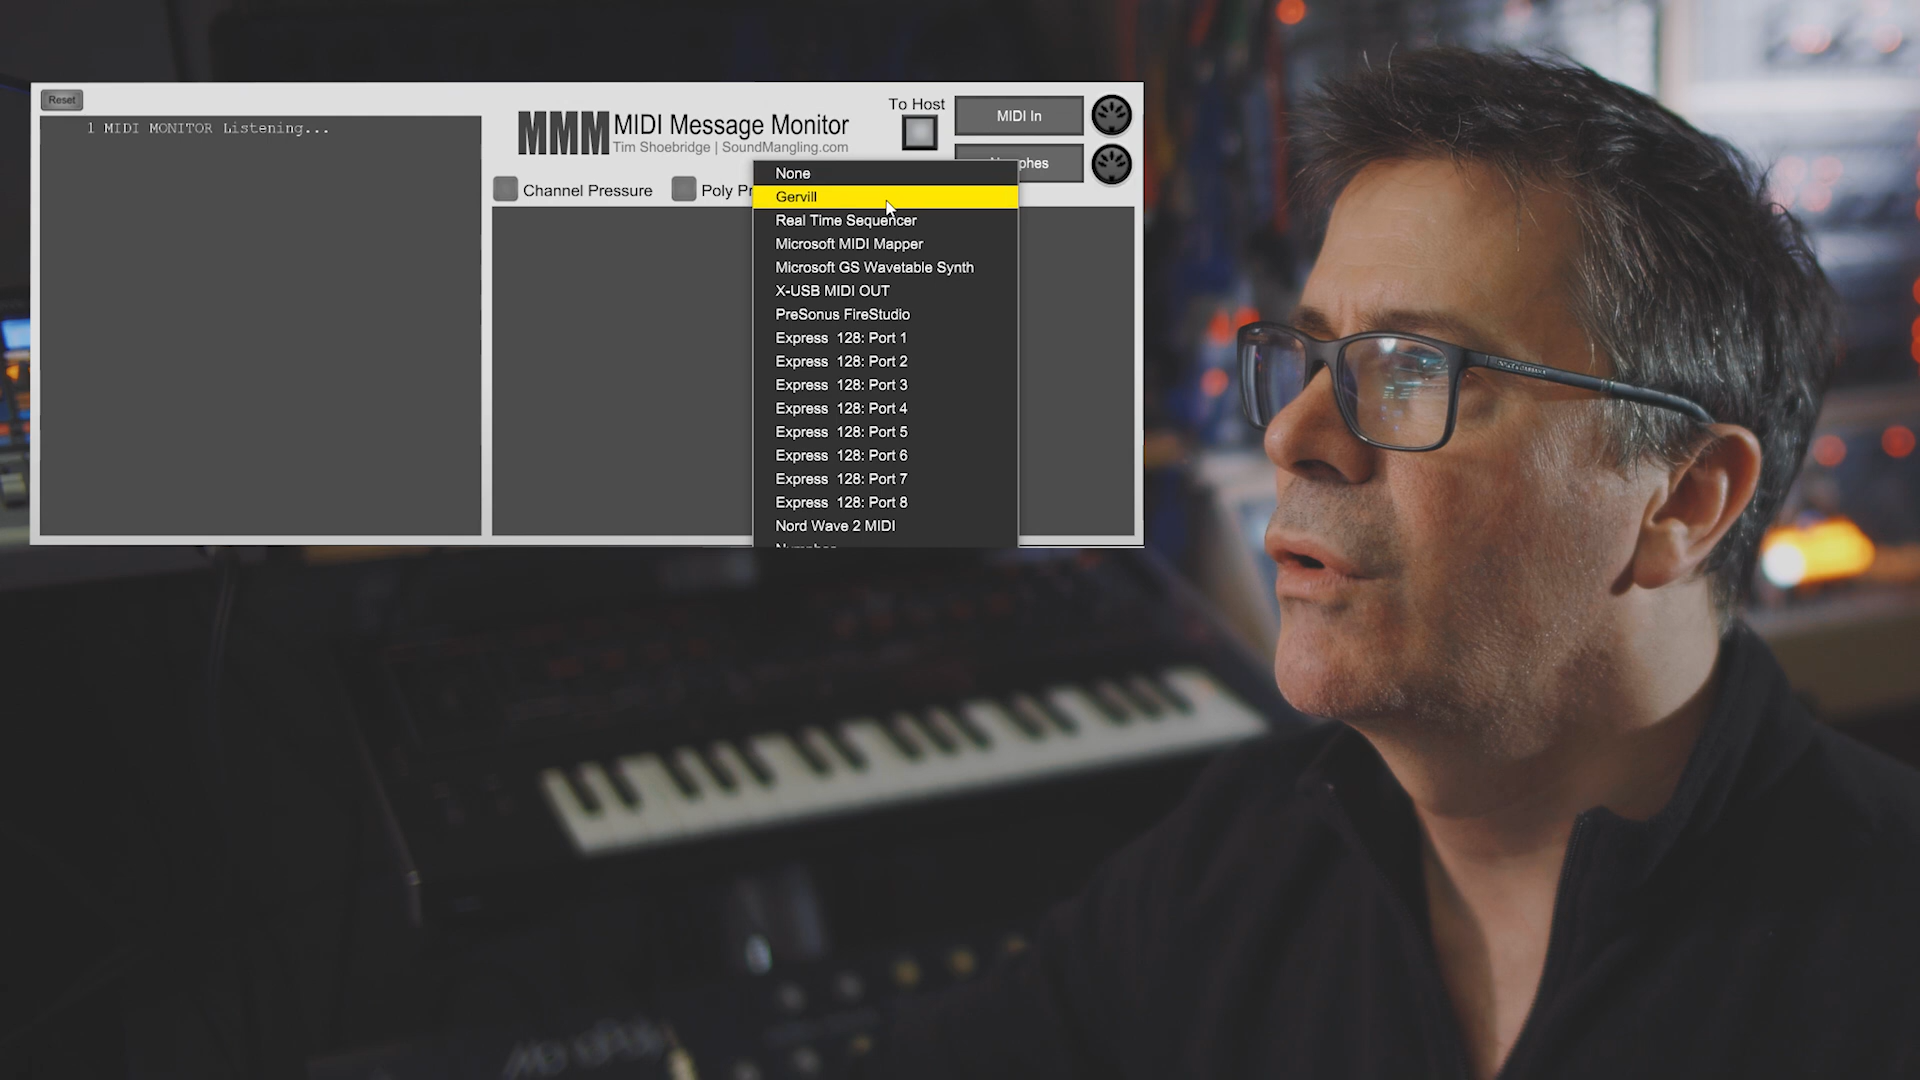 Reset
1 MIDI MONITOR Listening...
MMM MIDI Message Monitor
Tim Shoebridge | SoundMangling.com
To Host
MIDI In
Channel Pressure
Poly
None
Gervill
Real Time Sequencer
Microsoft MIDI Mapper
Microsoft GS Wavetable Synth
X-USB MIDI OUT
PreSonus FireStudio
Express 128: Port 1
Express 128: Port 2
Express 128: Port 3
Express 128: Port 4
Express 128: Port 5
Express 128: Port 6
Express 128: Port 7
Express 128: Port 8
Nord Wave 2 MIDI